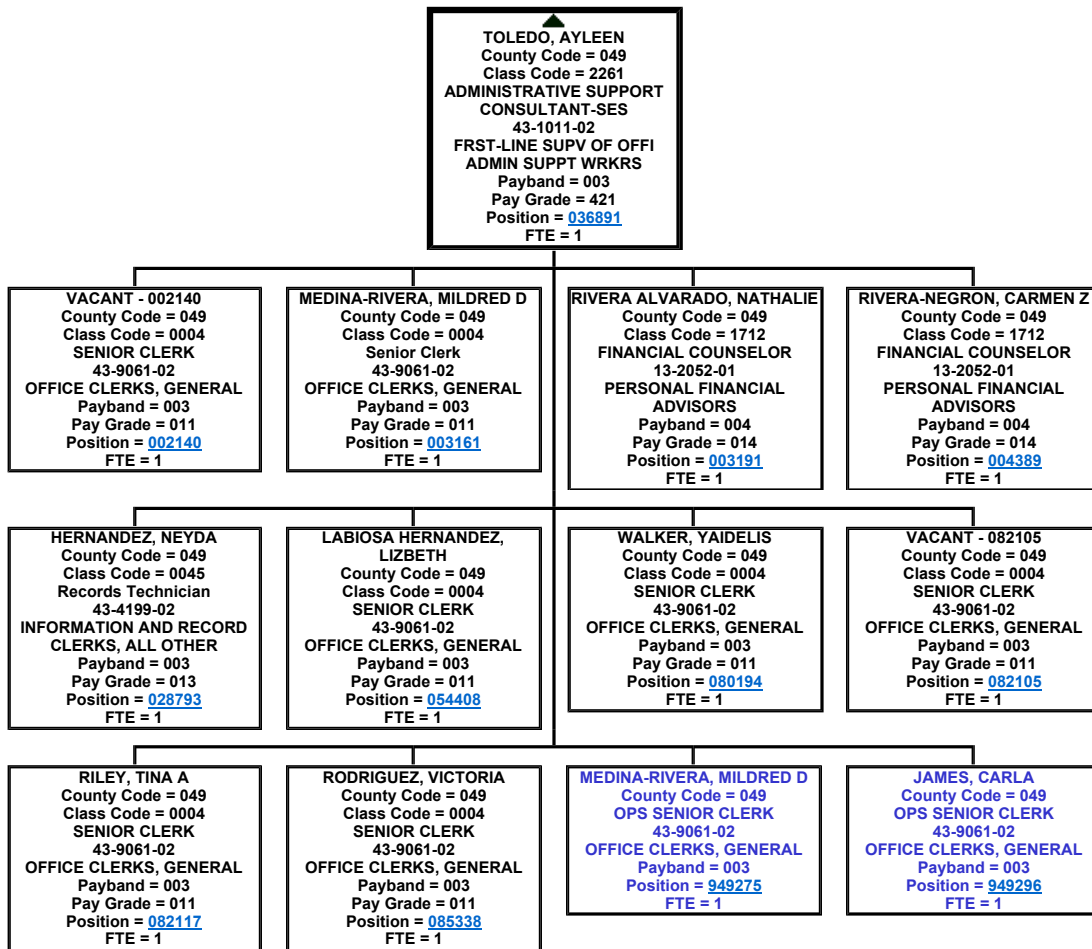 TOLEDO, AYLEEN
County Code = 049
Class Code = 2261
ADMINISTRATIVE SUPPORT
CONSULTANT-SES
43-1011-02
FRST-LINE SUPV OF OFFI
ADMIN SUPPT WRKRS
Payband = 003
Pay Grade = 421
Position = 036891
FTE = 1
VACANT - 002140
County Code = 049
Class Code = 0004
SENIOR CLERK
43-9061-02
OFFICE CLERKS, GENERAL
Payband = 003
Pay Grade = 011
Position = 002140
FTE = 1
MEDINA-RIVERA, MILDRED D
County Code = 049
Class Code = 0004
Senior Clerk
43-9061-02
OFFICE CLERKS, GENERAL
Payband = 003
Pay Grade = 011
Position = 003161
FTE = 1
RIVERA ALVARADO, NATHALIE
County Code = 049
Class Code = 1712
FINANCIAL COUNSELOR
13-2052-01
PERSONAL FINANCIAL
ADVISORS
Payband = 004
Pay Grade = 014
Position = 003191
FTE = 1
RIVERA-NEGRON, CARMEN Z
County Code = 049
Class Code = 1712
FINANCIAL COUNSELOR
13-2052-01
PERSONAL FINANCIAL
ADVISORS
Payband = 004
Pay Grade = 014
Position = 004389
FTE = 1
HERNANDEZ, NEYDA
County Code = 049
Class Code = 0045
Records Technician
43-4199-02
INFORMATION AND RECORD
CLERKS, ALL OTHER
Payband = 003
Pay Grade = 013
Position = 028793
FTE = 1
LABIOSA HERNANDEZ,
LIZBETH
County Code = 049
Class Code = 0004
SENIOR CLERK
43-9061-02
OFFICE CLERKS, GENERAL
Payband = 003
Pay Grade = 011
Position = 054408
FTE = 1
WALKER, YAIDELIS
County Code = 049
Class Code = 0004
SENIOR CLERK
43-9061-02
OFFICE CLERKS, GENERAL
Payband = 003
Pay Grade = 011
Position = 080194
FTE = 1
VACANT - 082105
County Code = 049
Class Code = 0004
SENIOR CLERK
43-9061-02
OFFICE CLERKS, GENERAL
Payband = 003
Pay Grade = 011
Position = 082105
FTE = 1
RILEY, TINA A
County Code = 049
Class Code = 0004
SENIOR CLERK
43-9061-02
OFFICE CLERKS, GENERAL
Payband = 003
Pay Grade = 011
Position = 082117
FTE = 1
RODRIGUEZ, VICTORIA
County Code = 049
Class Code = 0004
SENIOR CLERK
43-9061-02
OFFICE CLERKS, GENERAL
Payband = 003
Pay Grade = 011
Position = 085338
FTE = 1
MEDINA-RIVERA, MILDRED D
County Code = 049
OPS SENIOR CLERK
43-9061-02
OFFICE CLERKS, GENERAL
Payband = 003
Position = 949275
FTE = 1
JAMES, CARLA
County Code = 049
OPS SENIOR CLERK
43-9061-02
OFFICE CLERKS, GENERAL
Payband = 003
Position = 949296
FTE = 1